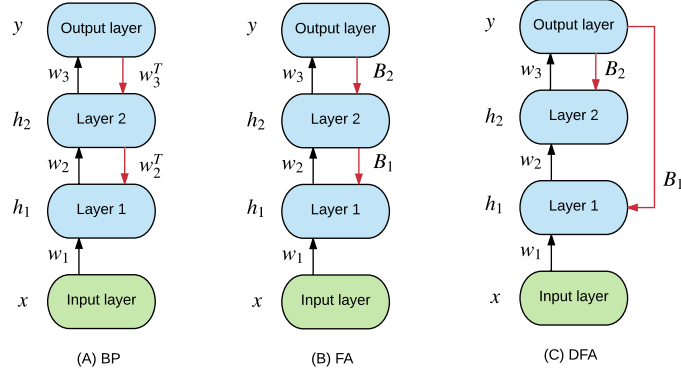 y Output layer
w₃ w₃ᵀ
h₂ Layer 2
w₂ w₂ᵀ
h₁ Layer 1
w₁
x Input layer
(A) BP
y Output layer
w₃ B₂
h₂ Layer 2
w₂ B₁
h₁ Layer 1
w₁
x Input layer
(B) FA
y Output layer
w₃ B₂
h₂ Layer 2
w₂ B₁
h₁ Layer 1
w₁
x Input layer
(C) DFA